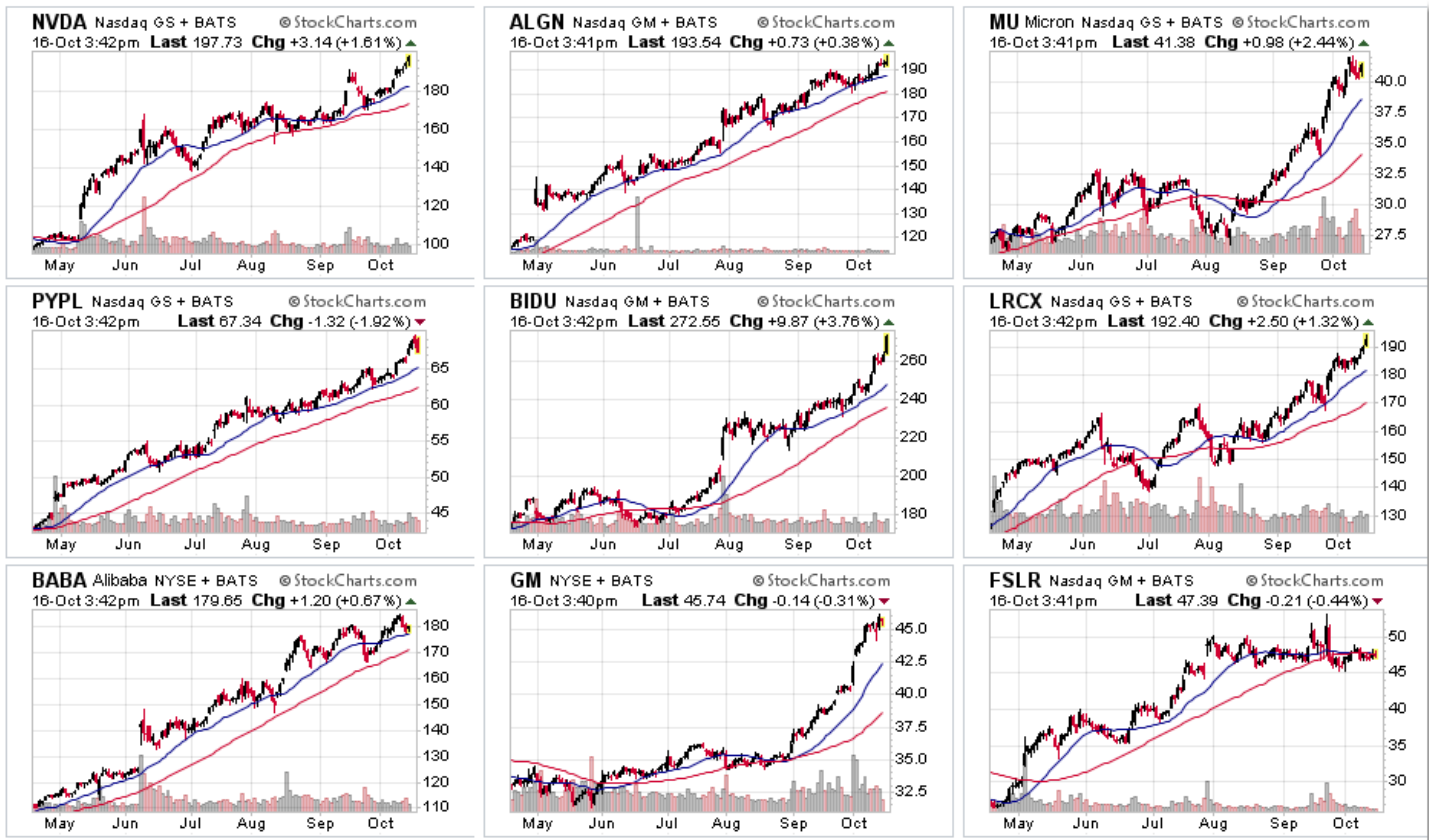 NVDA Nasdaq GS + BATS © StockCharts.com
16-Oct 3:42pm Last 197.73 Chg +3.14 (+1.61%)
180
160
140
120
100
May Jun Jul Aug Sep Oct
ALGN Nasdaq GM + BATS © StockCharts.com
16-Oct 3:41pm Last 193.54 Chg +0.73 (+0.38%)
190
180
170
160
150
140
130
120
May Jun Jul Aug Sep Oct
MU Micron Nasdaq GS + BATS © StockCharts.com
16-Oct 3:41pm Last 41.38 Chg +0.98 (+2.44%)
40.0
37.5
35.0
32.5
30.0
27.5
May Jun Jul Aug Sep Oct
PYPL Nasdaq GS + BATS © StockCharts.com
16-Oct 3:42pm Last 67.34 Chg -1.32 (-1.92%)
65
60
55
50
45
May Jun Jul Aug Sep Oct
BIDU Nasdaq GM + BATS © StockCharts.com
16-Oct 3:42pm Last 272.55 Chg +9.87 (+3.76%)
260
240
220
200
180
May Jun Jul Aug Sep Oct
LRCX Nasdaq GS + BATS © StockCharts.com
16-Oct 3:42pm Last 192.40 Chg +2.50 (+1.32%)
190
180
170
160
150
140
130
May Jun Jul Aug Sep Oct
BABA Alibaba NYSE + BATS © StockCharts.com
16-Oct 3:42pm Last 179.65 Chg +1.20 (+0.67%)
180
170
160
150
140
130
120
110
May Jun Jul Aug Sep Oct
GM NYSE + BATS © StockCharts.com
16-Oct 3:40pm Last 45.74 Chg -0.14 (-0.31%)
45.0
42.5
40.0
37.5
35.0
32.5
May Jun Jul Aug Sep Oct
FSLR Nasdaq GM + BATS © StockCharts.com
16-Oct 3:41pm Last 47.39 Chg -0.21 (-0.44%)
50
45
40
35
30
May Jun Jul Aug Sep Oct